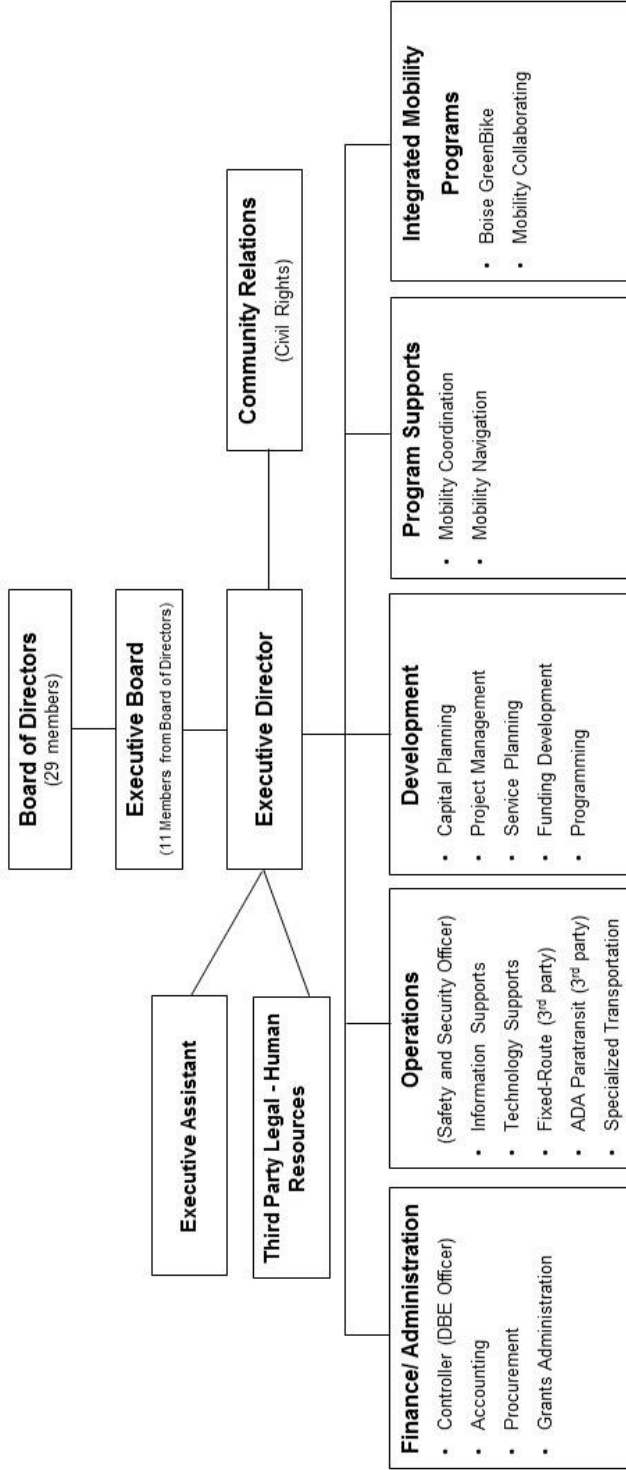 Board of Directors
(29 members)
Executive Board
(11 Members from Board of Directors)
Executive Director
Executive Assistant
Third Party Legal - Human
Resources
Community Relations
(Civil Rights)
Finance/ Administration
• Controller (DBE Officer)
• Accounting
• Procurement
• Grants Administration
Operations
(Safety and Security Officer)
• Information Supports
• Technology Supports
• Fixed-Route (3rd party)
• ADA Paratransit (3rd party)
• Specialized Transportation
Development
• Capital Planning
• Project Management
• Service Planning
• Funding Development
• Programming
Program Supports
• Mobility Coordination
• Mobility Navigation
Integrated Mobility
Programs
• Boise GreenBike
• Mobility Collaborating